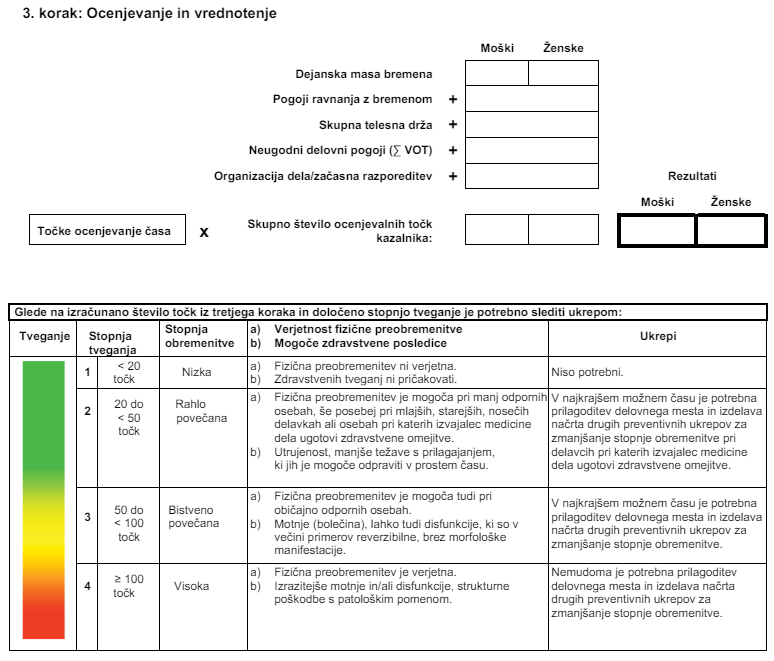 3. korak: Ocenjevanje in vrednotenje
Moški Ženske
Dejanska masa bremena
Pogoji ravnanja z bremenom +
Skupna telesna drža +
Neugodni delovni pogoji (∑ VOT) +
Organizacija dela/začasna razporeditev +
Rezultati
Moški Ženske
Točke ocenjevanje časa x Skupno število ocenjevalnih točk
kazalnika:
Glede na izračunano število točk iz tretjega koraka in določeno stopnjo tveganje je potrebno slediti ukrepom:
Tveganje
Stopnja
tveganja
Stopnja
obremenitve
a) Verjetnost fizične preobremenitve
b) Mogoče zdravstvene posledice
Ukrepi
1
< 20
točk
Nizka
a) Fizična preobremenitev ni verjetna.
b) Zdravstvenih tveganj ni pričakovati.
Niso potrebni.
2
20 do
< 50
točk
Rahlo
povečana
a) Fizična preobremenitev je mogoča pri manj odpornih
osebah, še posebej pri mlajših, starejših, nosečih
delavkah ali osebah pri katerih izvajalec medicine
dela ugotovi zdravstvene omejitve.
b) Utrujenost, manjše težave s prilagajanjem,
ki jih je mogoče odpraviti v prostem času.
V najkrajšem možnem času je potrebna
prilagoditev delovnega mesta in izdelava
načrta drugih preventivnih ukrepov za
zmanjšanje stopnje obremenitve pri
delavcih pri katerih izvajalec medicine
dela ugotovi zdravstvene omejitve.
3
50 do
< 100
točk
Bistveno
povečana
a) Fizična preobremenitev je mogoča tudi pri
običajno odpornih osebah.
b) Motnje (bolečina), lahko tudi disfunkcije, ki so v
večini primerov reverzibilne, brez morfološke
manifestacije.
V najkrajšem možnem času je potrebna
prilagoditev delovnega mesta in izdelava
načrta drugih preventivnih ukrepov za
zmanjšanje stopnje obremenitve.
4
≥ 100
točk
Visoka
a) Fizična preobremenitev je verjetna.
b) Izrazitejše motnje in/ali disfunkcije, strukturne
poškodbe s patološkim pomenom.
Nemudoma je potrebna prilagoditev
delovnega mesta in izdelava načrta
drugih preventivnih ukrepov za
zmanjšanje stopnje obremenitve.